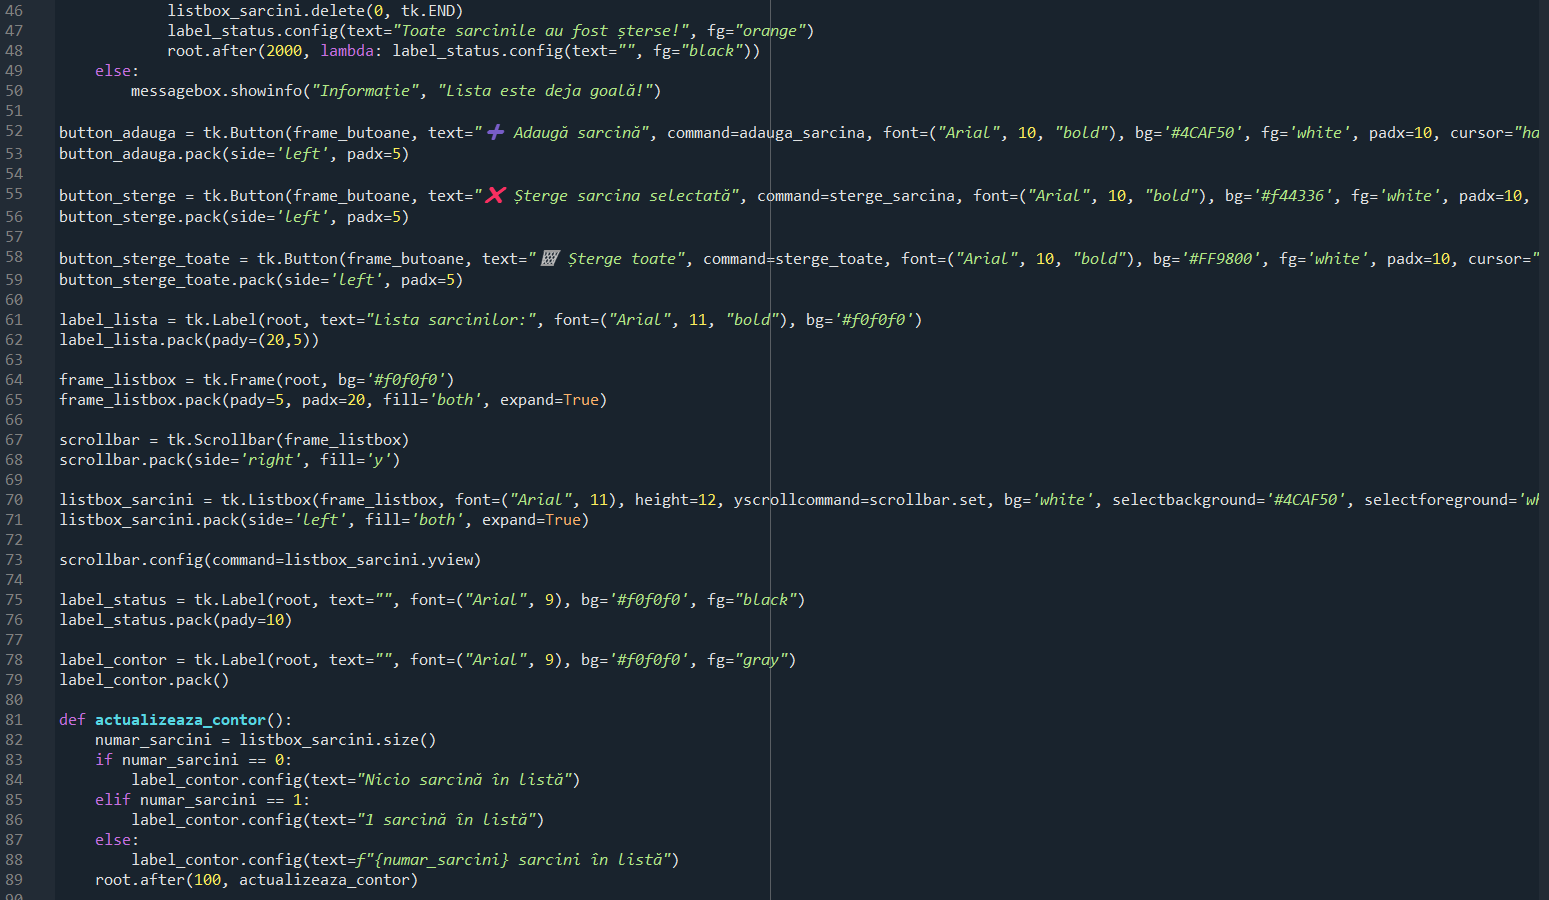 46 listbox_sarcini.delete(0, tk.END)
47 label_status.config(text="Toate sarcinile au fost șterse!", fg="orange")
48 root.after(2000, lambda: label_status.config(text="", fg="black"))
49 else:
50 messagebox.showinfo("Informație", "Lista este deja goală!")
51
52 button_adauga = tk.Button(frame_butoane, text="➕ Adaugă sarcină", command=adauga_sarcina, font=("Arial", 10, "bold"), bg='#4CAF50', fg='white', padx=10, cursor="ha
53 button_adauga.pack(side='left', padx=5)
54
55 button_sterge = tk.Button(frame_butoane, text="❌ Șterge sarcina selectată", command=sterge_sarcina, font=("Arial", 10, "bold"), bg='#f44336', fg='white', padx=10,
56 button_sterge.pack(side='left', padx=5)
57
58 button_sterge_toate = tk.Button(frame_butoane, text="🗑 Șterge toate", command=sterge_toate, font=("Arial", 10, "bold"), bg='#FF9800', fg='white', padx=10, cursor="
59 button_sterge_toate.pack(side='left', padx=5)
60
61 label_lista = tk.Label(root, text="Lista sarcinilor:", font=("Arial", 11, "bold"), bg='#f0f0f0')
62 label_lista.pack(pady=(20,5))
63
64 frame_listbox = tk.Frame(root, bg='#f0f0f0')
65 frame_listbox.pack(pady=5, padx=20, fill='both', expand=True)
66
67 scrollbar = tk.Scrollbar(frame_listbox)
68 scrollbar.pack(side='right', fill='y')
69
70 listbox_sarcini = tk.Listbox(frame_listbox, font=("Arial", 11), height=12, yscrollcommand=scrollbar.set, bg='white', selectbackground='#4CAF50', selectforeground='wh
71 listbox_sarcini.pack(side='left', fill='both', expand=True)
72
73 scrollbar.config(command=listbox_sarcini.yview)
74
75 label_status = tk.Label(root, text="", font=("Arial", 9), bg='#f0f0f0', fg="black")
76 label_status.pack(pady=10)
77
78 label_contor = tk.Label(root, text="", font=("Arial", 9), bg='#f0f0f0', fg="gray")
79 label_contor.pack()
80
81 def actualizeaza_contor():
82 numar_sarcini = listbox_sarcini.size()
83 if numar_sarcini == 0:
84 label_contor.config(text="Nicio sarcină în listă")
85 elif numar_sarcini == 1:
86 label_contor.config(text="1 sarcină în listă")
87 else:
88 label_contor.config(text=f"{numar_sarcini} sarcini în listă")
89 root.after(100, actualizeaza_contor)
90